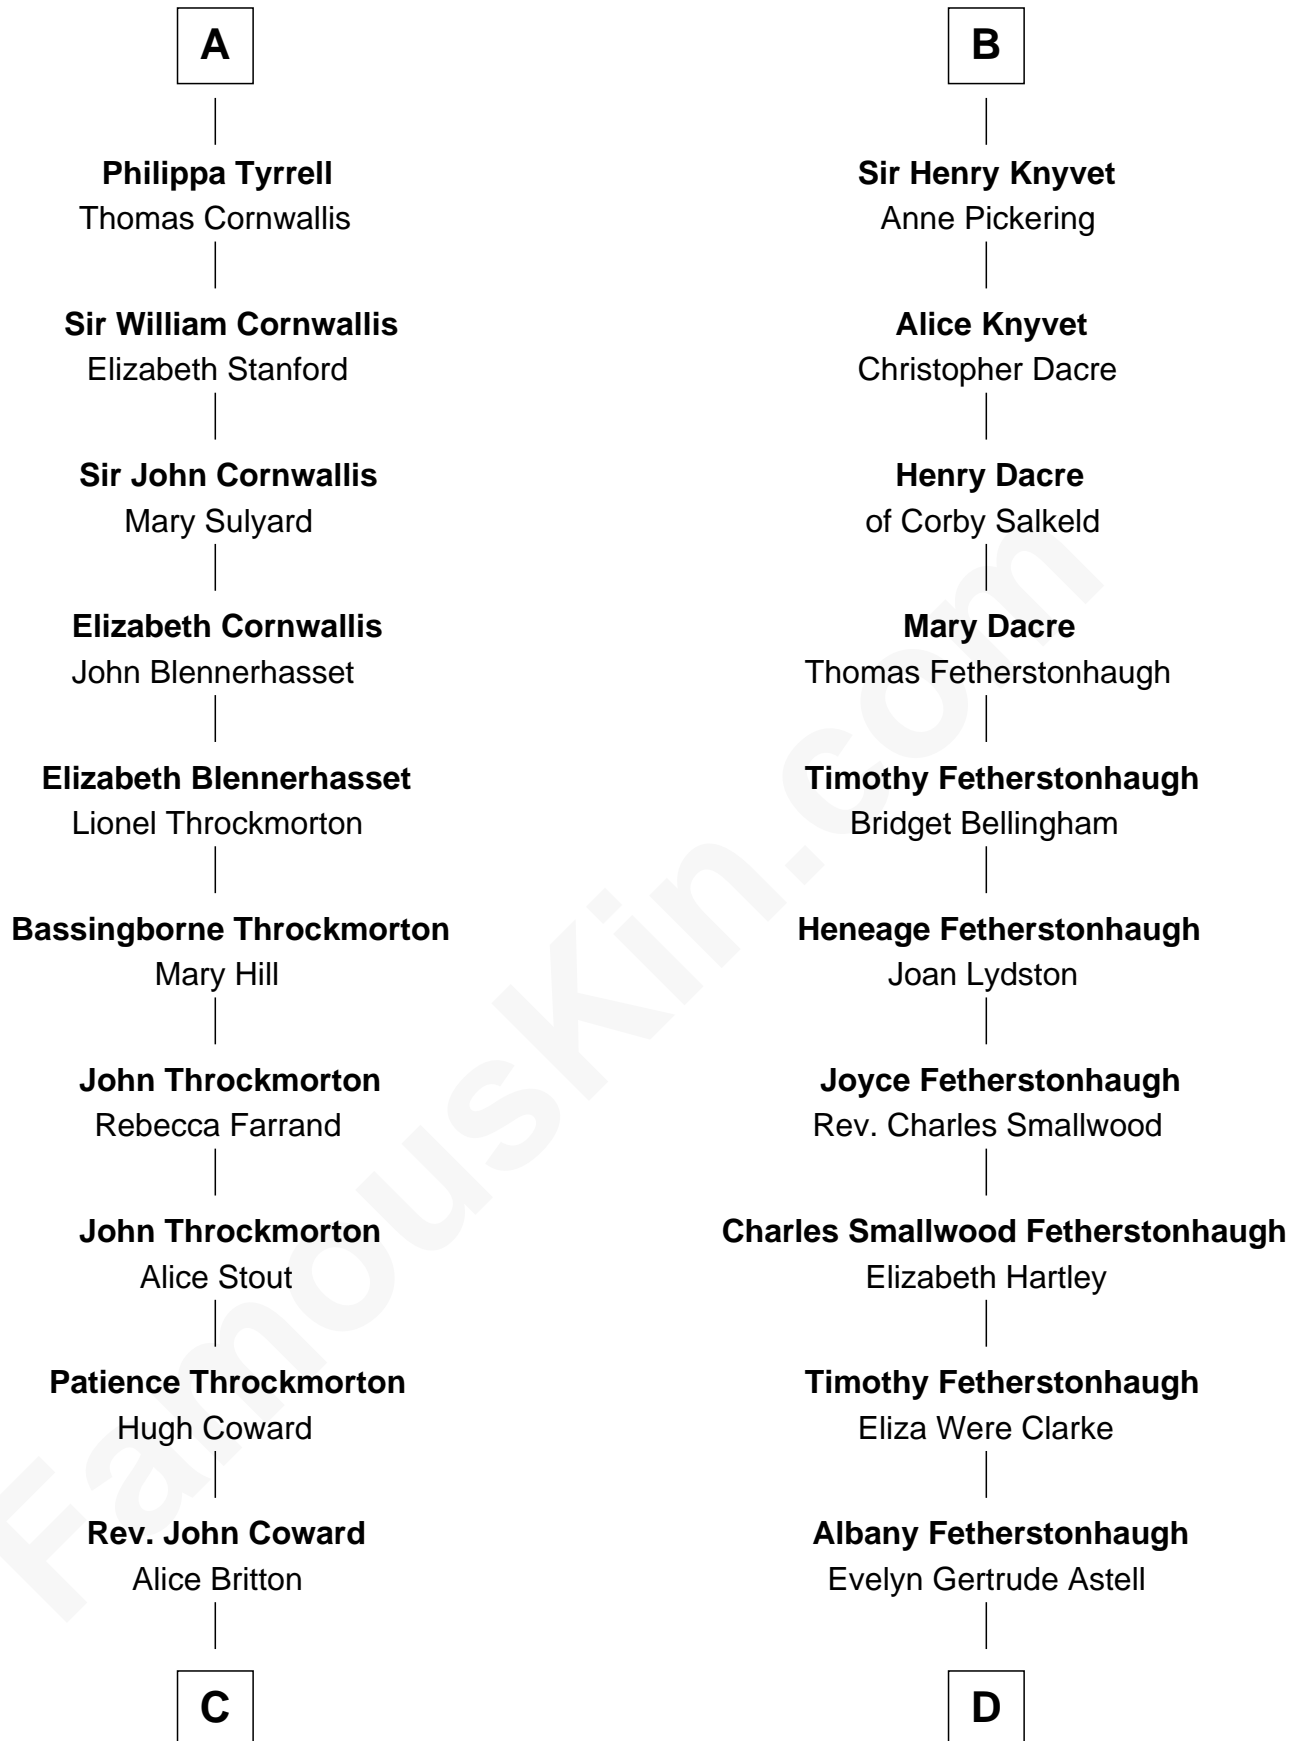 A
Philippa Tyrrell
Thomas Cornwallis
Sir William Cornwallis
Elizabeth Stanford
Sir John Cornwallis
Mary Sulyard
Elizabeth Cornwallis
John Blennerhasset
Elizabeth Blennerhasset
Lionel Throckmorton
Bassingborne Throckmorton
Mary Hill
John Throckmorton
Rebecca Farrand
John Throckmorton
Alice Stout
Patience Throckmorton
Hugh Coward
Rev. John Coward
Alice Britton
C
B
Sir Henry Knyvet
Anne Pickering
Alice Knyvet
Christopher Dacre
Henry Dacre
of Corby Salkeld
Mary Dacre
Thomas Fetherstonhaugh
Timothy Fetherstonhaugh
Bridget Bellingham
Heneage Fetherstonhaugh
Joan Lydston
Joyce Fetherstonhaugh
Rev. Charles Smallwood
Charles Smallwood Fetherstonhaugh
Elizabeth Hartley
Timothy Fetherstonhaugh
Eliza Were Clarke
Albany Fetherstonhaugh
Evelyn Gertrude Astell
D
FamousKin.com